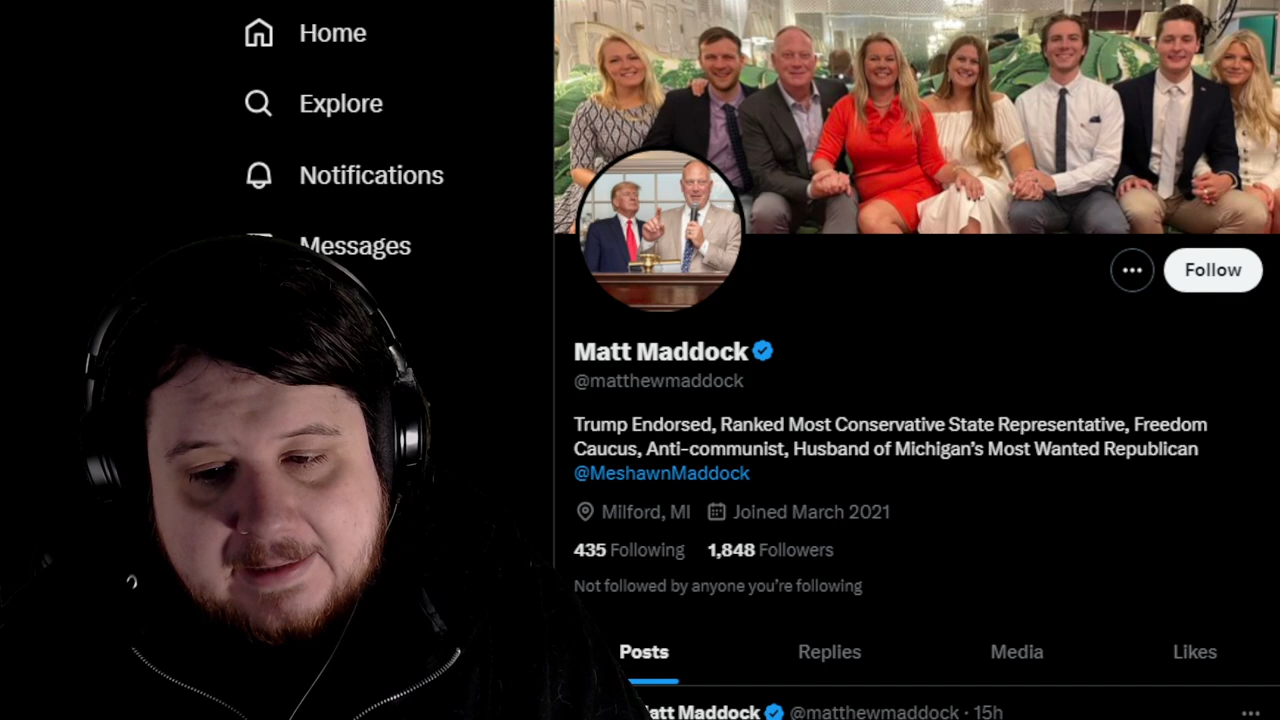 Home
Explore
Notifications
Messages
Follow
Matt Maddock
@matthewmaddock
Trump Endorsed, Ranked Most Conservative State Representative, Freedom
Caucus, Anti-communist, Husband of Michigan's Most Wanted Republican
@MeshawnMaddock
Milford, MI Joined March 2021
435 Following 1,848 Followers
Not followed by anyone you're following
Posts Replies Media Likes
att Maddock @matthewmaddock · 15h